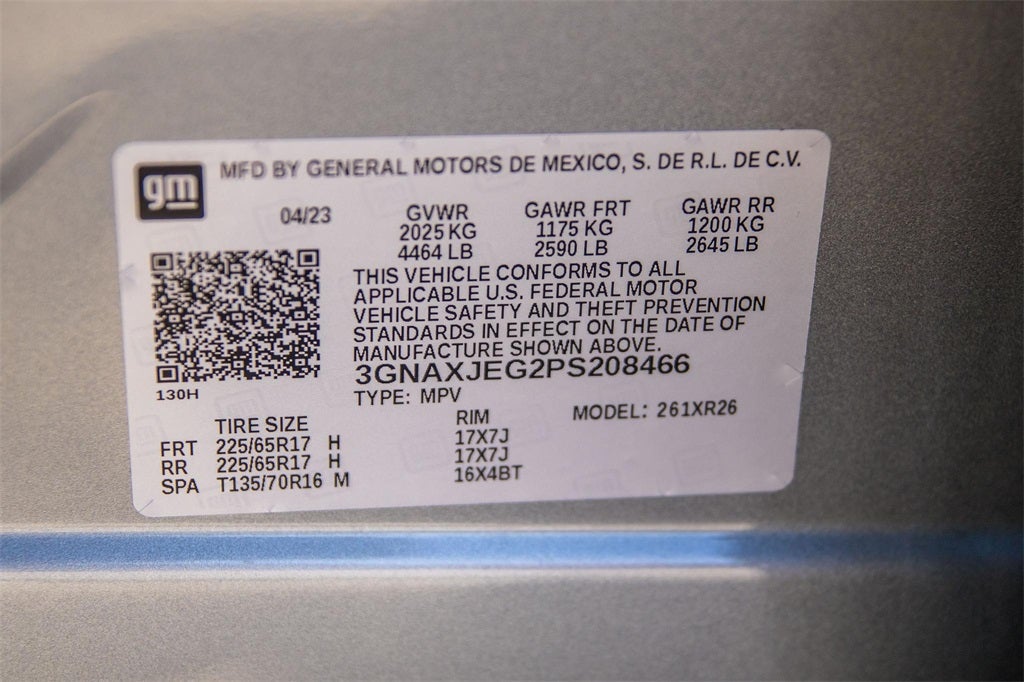 gm
MFD BY GENERAL MOTORS DE MEXICO, S. DE R.L. DE C.V.
04/23 GVWR GAWR FRT GAWR RR
2025 KG 1175 KG 1200 KG
4464 LB 2590 LB 2645 LB
THIS VEHICLE CONFORMS TO ALL
APPLICABLE U.S. FEDERAL MOTOR
VEHICLE SAFETY AND THEFT PREVENTION
STANDARDS IN EFFECT ON THE DATE OF
MANUFACTURE SHOWN ABOVE.
3GNAXJEG2PS208466
130H
TYPE: MPV MODEL: 261XR26
TIRE SIZE RIM
FRT 225/65R17 H 17X7J
RR 225/65R17 H 17X7J
SPA T135/70R16 M 16X4BT